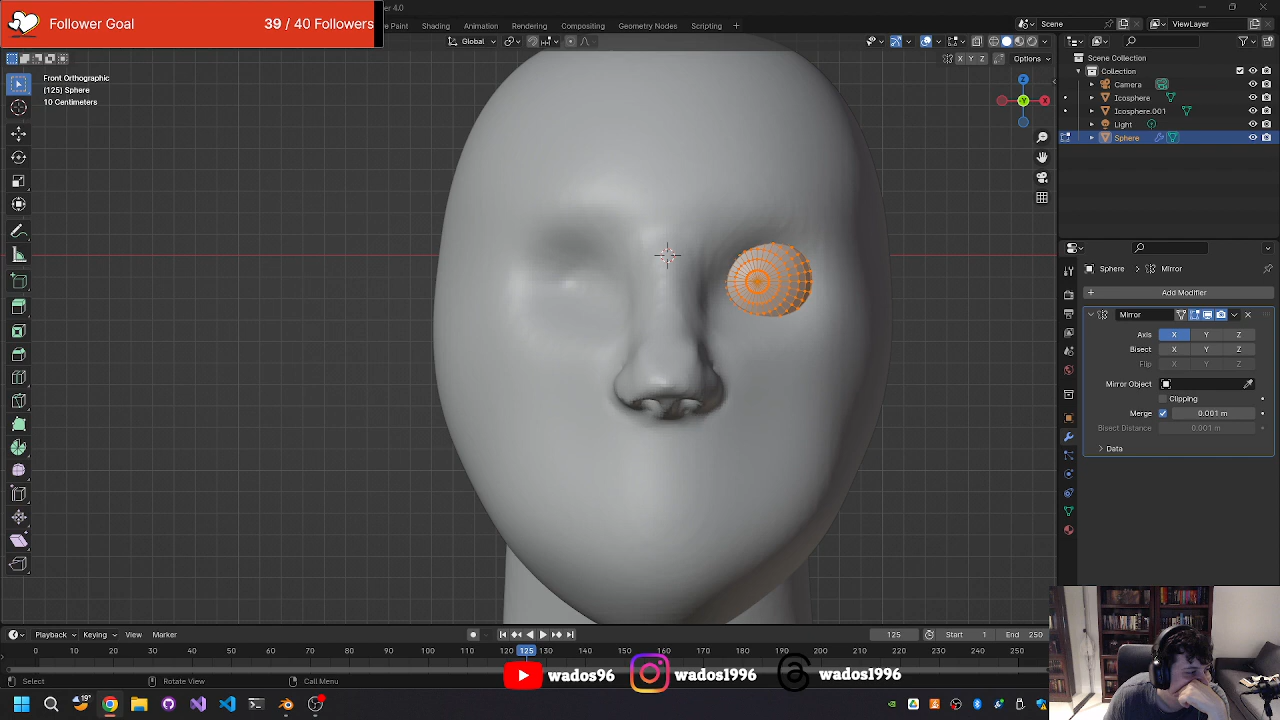 Follower Goal
39 / 40 Followers
4.0
Paint
Shading
Animation
Rendering
Compositing
Geometry Nodes
Scripting
+
Scene
ViewLayer
Global
X Y Z
Options
Front Orthographic
(125) Sphere
10 Centimeters
Z
Y
X
Scene Collection
Collection
Camera
Icosphere
Icosphere.001
Light
Sphere
Sphere
Mirror
+ Add Modifier
Mirror
Axis X Y Z
Bisect X Y Z
Flip X Y Z
Mirror Object
Clipping
Merge 0.001 m
Bisect Distance 0.001 m
Data
Playback
Keying
View
Marker
125
Start 1
End 250
0 10 20 30 40 50 60 70 80 90 100 110 120 125 130 140 150 160 170 180 190 200 210 220 230 240 250
Select
Rotate View
Call Menu
wados96
wados1996
wados1996
19°